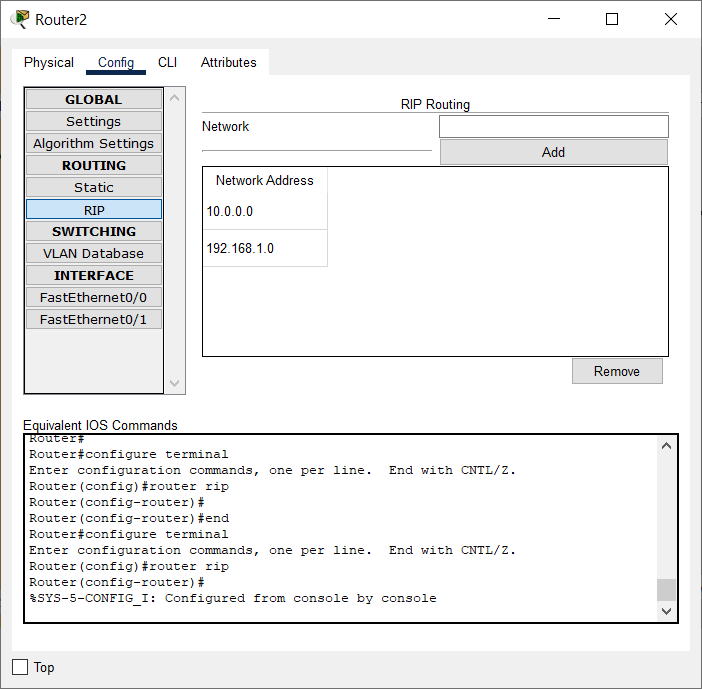 Router2
Physical Config CLI Attributes
GLOBAL
Settings
Algorithm Settings
ROUTING
Static
RIP
SWITCHING
VLAN Database
INTERFACE
FastEthernet0/0
FastEthernet0/1
RIP Routing
Network
Add
Network Address
10.0.0.0
192.168.1.0
Remove
Equivalent IOS Commands
Router#
Router#configure terminal
Enter configuration commands, one per line.  End with CNTL/Z.
Router(config)#router rip
Router(config-router)#
Router(config-router)#end
Router#configure terminal
Enter configuration commands, one per line.  End with CNTL/Z.
Router(config)#router rip
Router(config-router)#
%SYS-5-CONFIG_I: Configured from console by console
Top